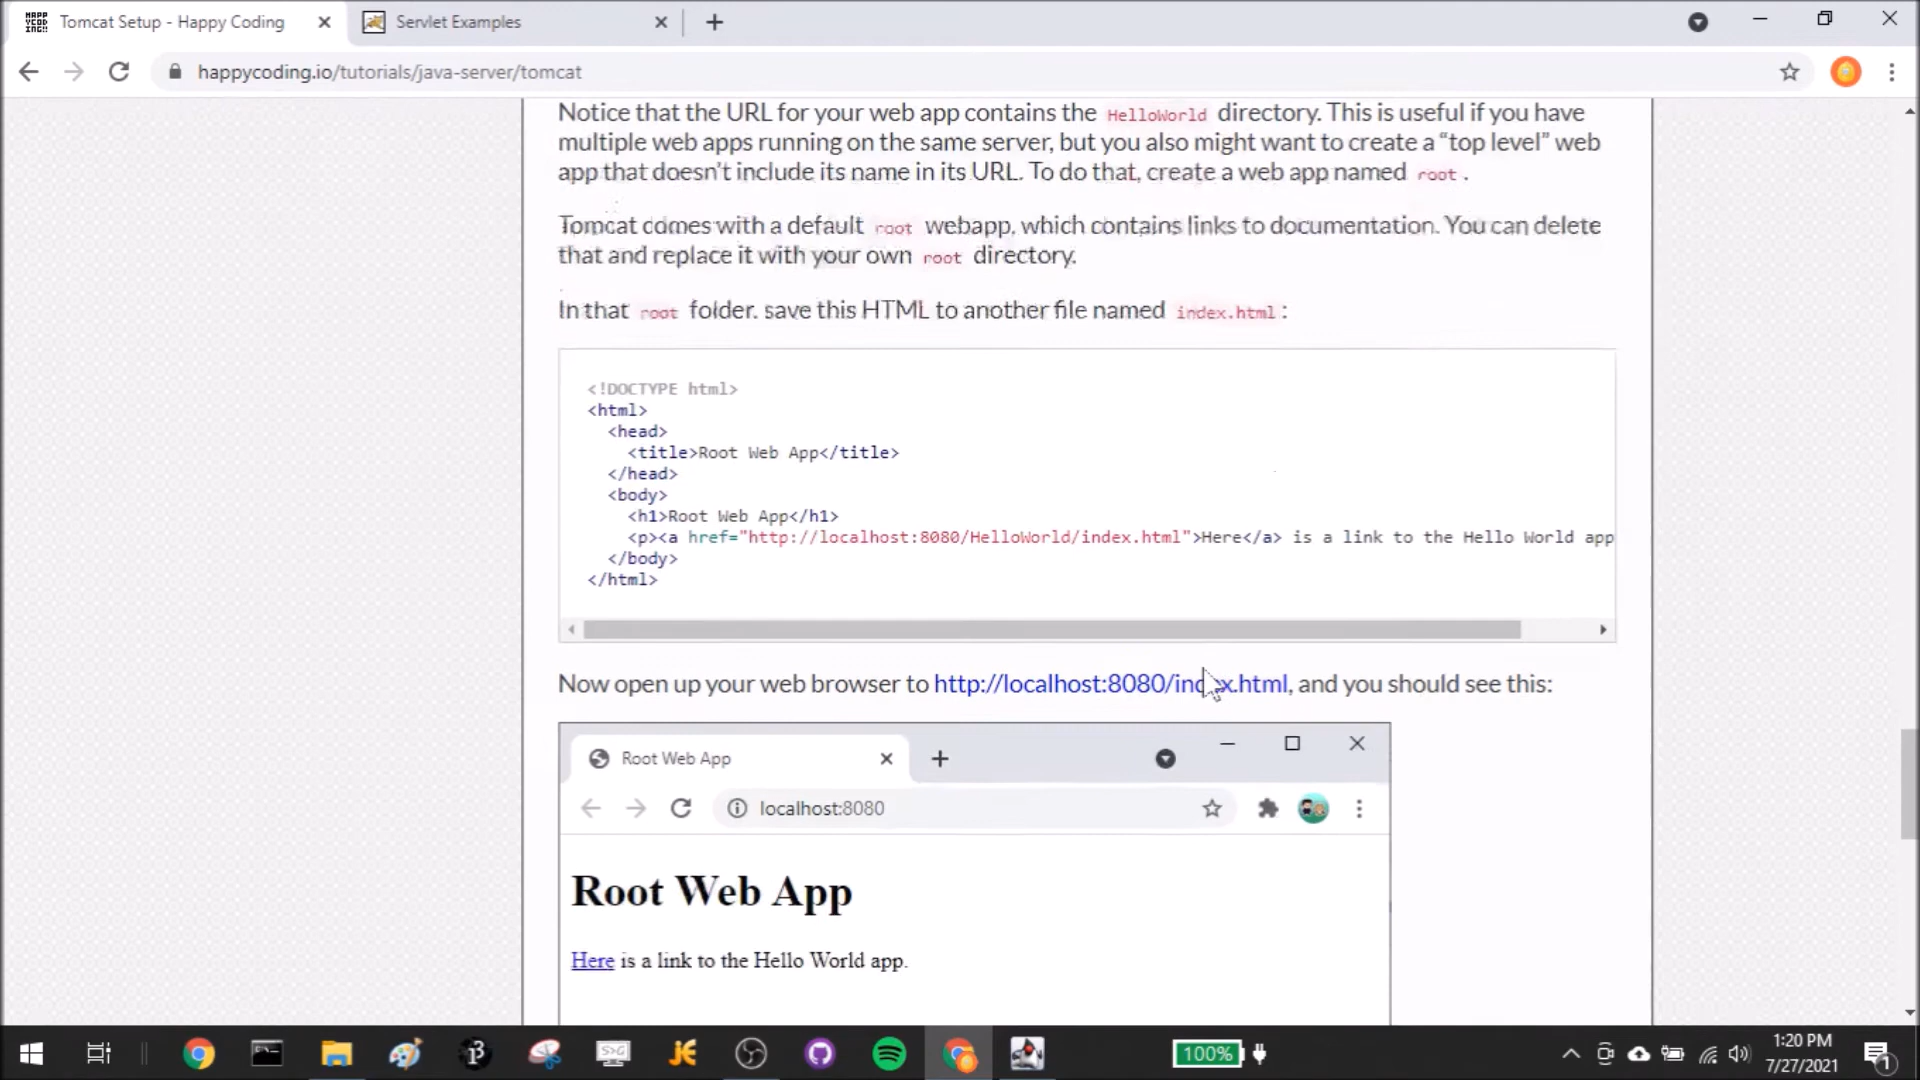 Tomcat Setup - Happy Coding
Servlet Examples
happycoding.io/tutorials/java-server/tomcat
Notice that the URL for your web app contains the HelloWorld directory. This is useful if you have
multiple web apps running on the same server, but you also might want to create a “top level” web
app that doesn’t include its name in its URL. To do that, create a web app named root .
Tomcat comes with a default root webapp, which contains links to documentation. You can delete
that and replace it with your own root directory.
In that root folder, save this HTML to another file named index.html :
<!DOCTYPE html>
<html>
<head>
<title>Root Web App</title>
</head>
<body>
<h1>Root Web App</h1>
<p><a href="http://localhost:8080/HelloWorld/index.html">Here</a> is a link to the Hello World app
</body>
</html>
Now open up your web browser to http://localhost:8080/index.html, and you should see this:
Root Web App
localhost:8080
Root Web App
Here is a link to the Hello World app.
100%
1:20 PM
7/27/2021
1